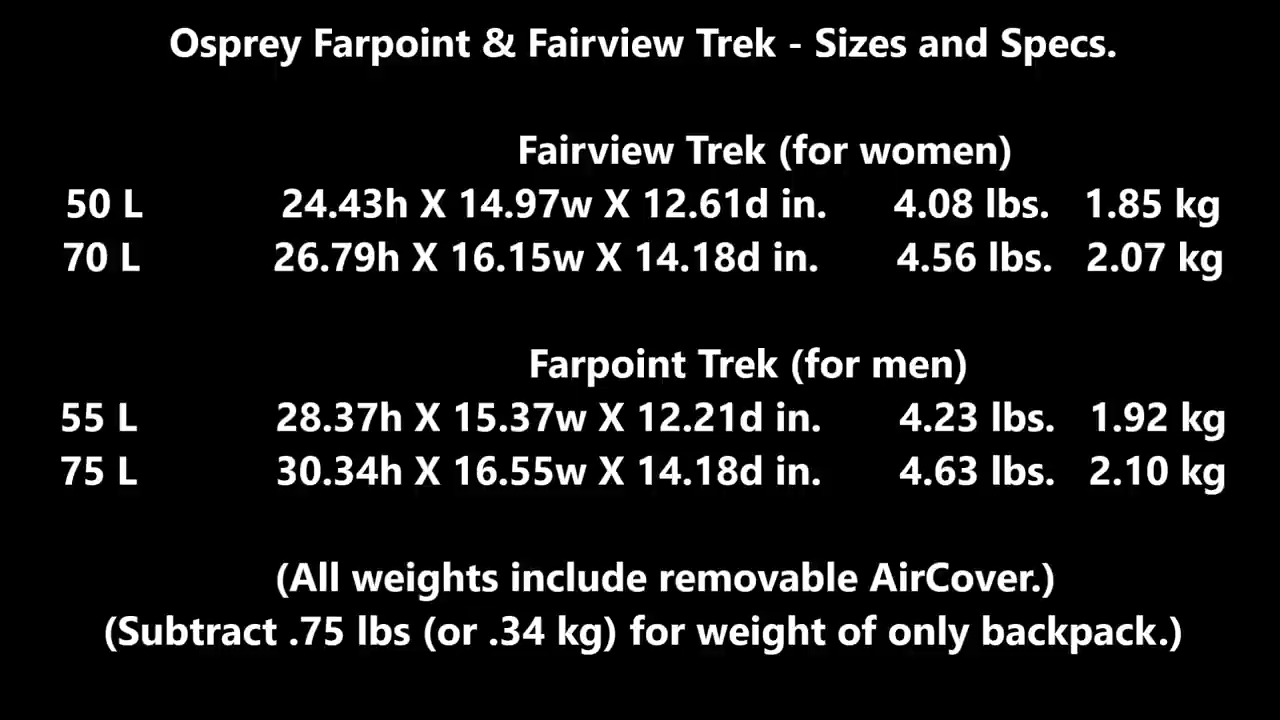 Osprey Farpoint & Fairview Trek - Sizes and Specs.
Fairview Trek (for women)
50 L 24.43h X 14.97w X 12.61d in. 4.08 lbs. 1.85 kg
70 L 26.79h X 16.15w X 14.18d in. 4.56 lbs. 2.07 kg
Farpoint Trek (for men)
55 L 28.37h X 15.37w X 12.21d in. 4.23 lbs. 1.92 kg
75 L 30.34h X 16.55w X 14.18d in. 4.63 lbs. 2.10 kg
(All weights include removable AirCover.)
(Subtract .75 lbs (or .34 kg) for weight of only backpack.)